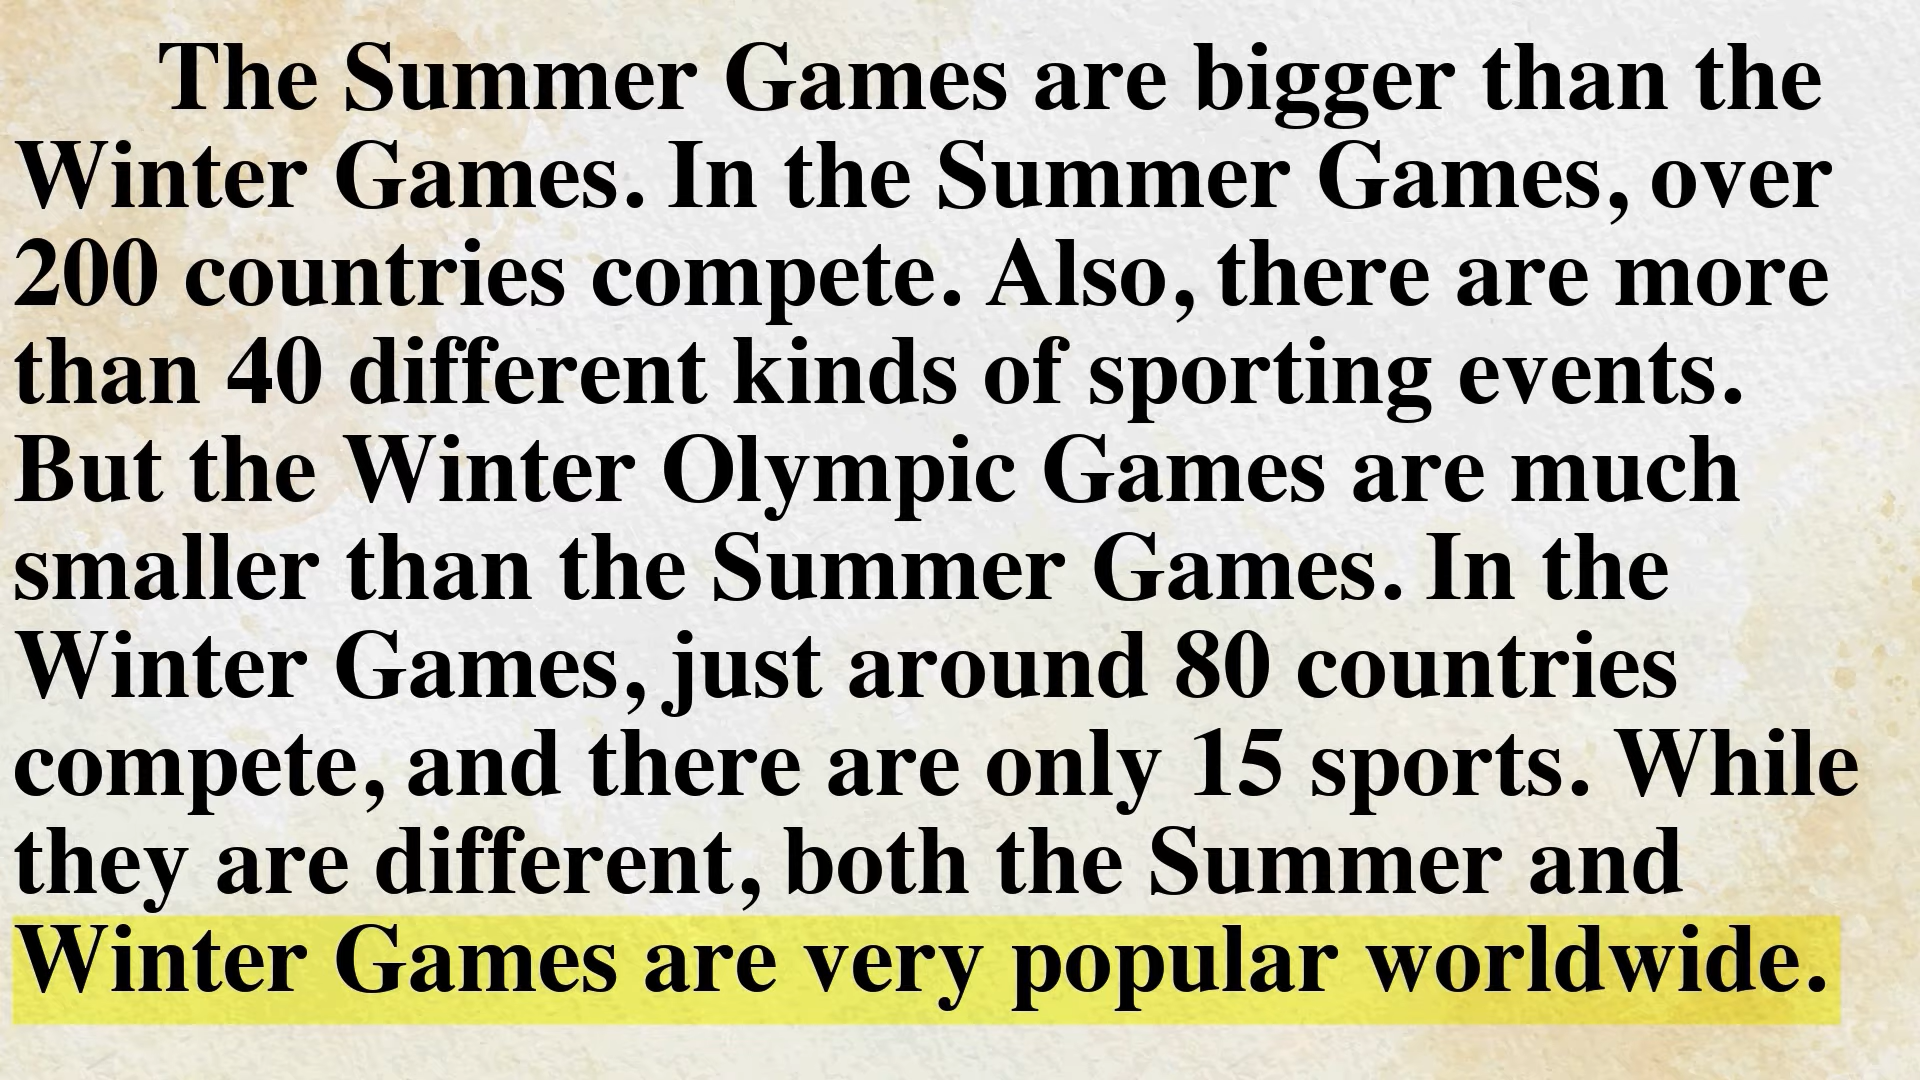 The Summer Games are bigger than the
Winter Games. In the Summer Games, over
200 countries compete. Also, there are more
than 40 different kinds of sporting events.
But the Winter Olympic Games are much
smaller than the Summer Games. In the
Winter Games, just around 80 countries
compete, and there are only 15 sports. While
they are different, both the Summer and
Winter Games are very popular worldwide.